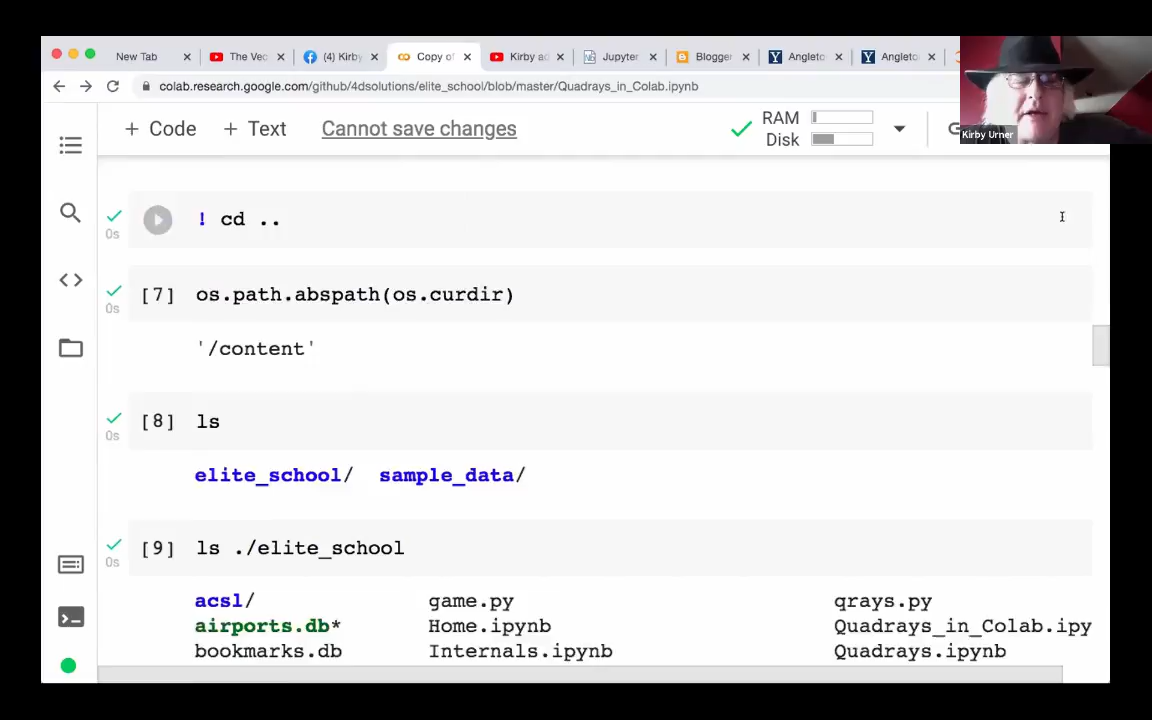 New Tab
The Vec
(4) Kirby
Copy of
Kirby ad
Jupyter
Blogger
Angleto
Angleto
colab.research.google.com/github/4dsolutions/elite_school/blob/master/Quadrays_in_Colab.ipynb
+ Code + Text Cannot save changes
RAM
Disk
Kirby Urner
! cd ..
0s
[7] os.path.abspath(os.curdir)
0s
'/content'
[8] ls
0s
elite_school/ sample_data/
[9] ls ./elite_school
0s
acsl/ game.py qrays.py
airports.db* Home.ipynb Quadrays_in_Colab.ipy
bookmarks.db Internals.ipynb Quadrays.ipynb